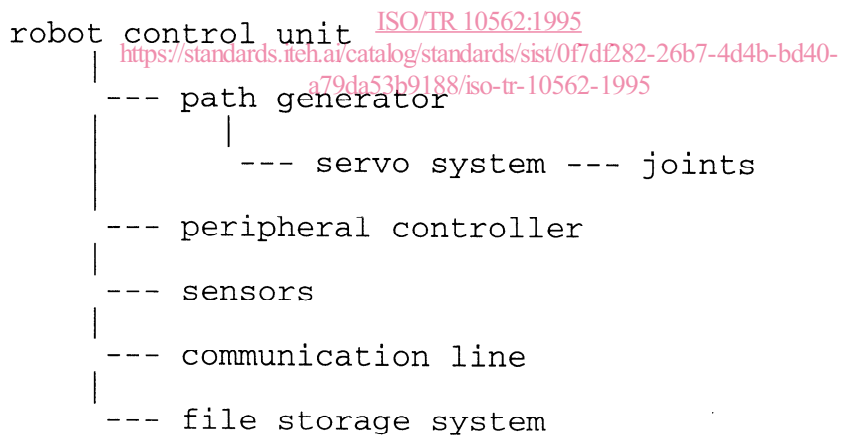 robot control unit
ISO/TR 10562:1995
https://standards.iteh.ai/catalog/standards/sist/0f7df282-26b7-4d4b-bd40-
a79da53b9188/iso-tr-10562-1995
--- path generator
--- servo system --- joints
--- peripheral controller
--- sensors
--- communication line
--- file storage system